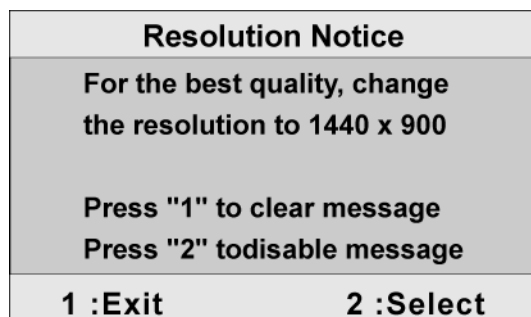 Resolution Notice
For the best quality, change
the resolution to 1440 x 900
Press "1" to clear message
Press "2" todisable message
1 :Exit 2 :Select